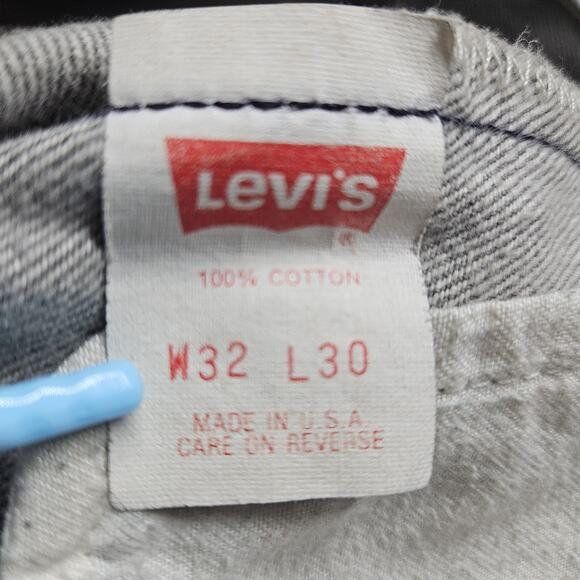 Levi's
®
100% COTTON
W32 L30
MADE IN U.S.A.
CARE ON REVERSE